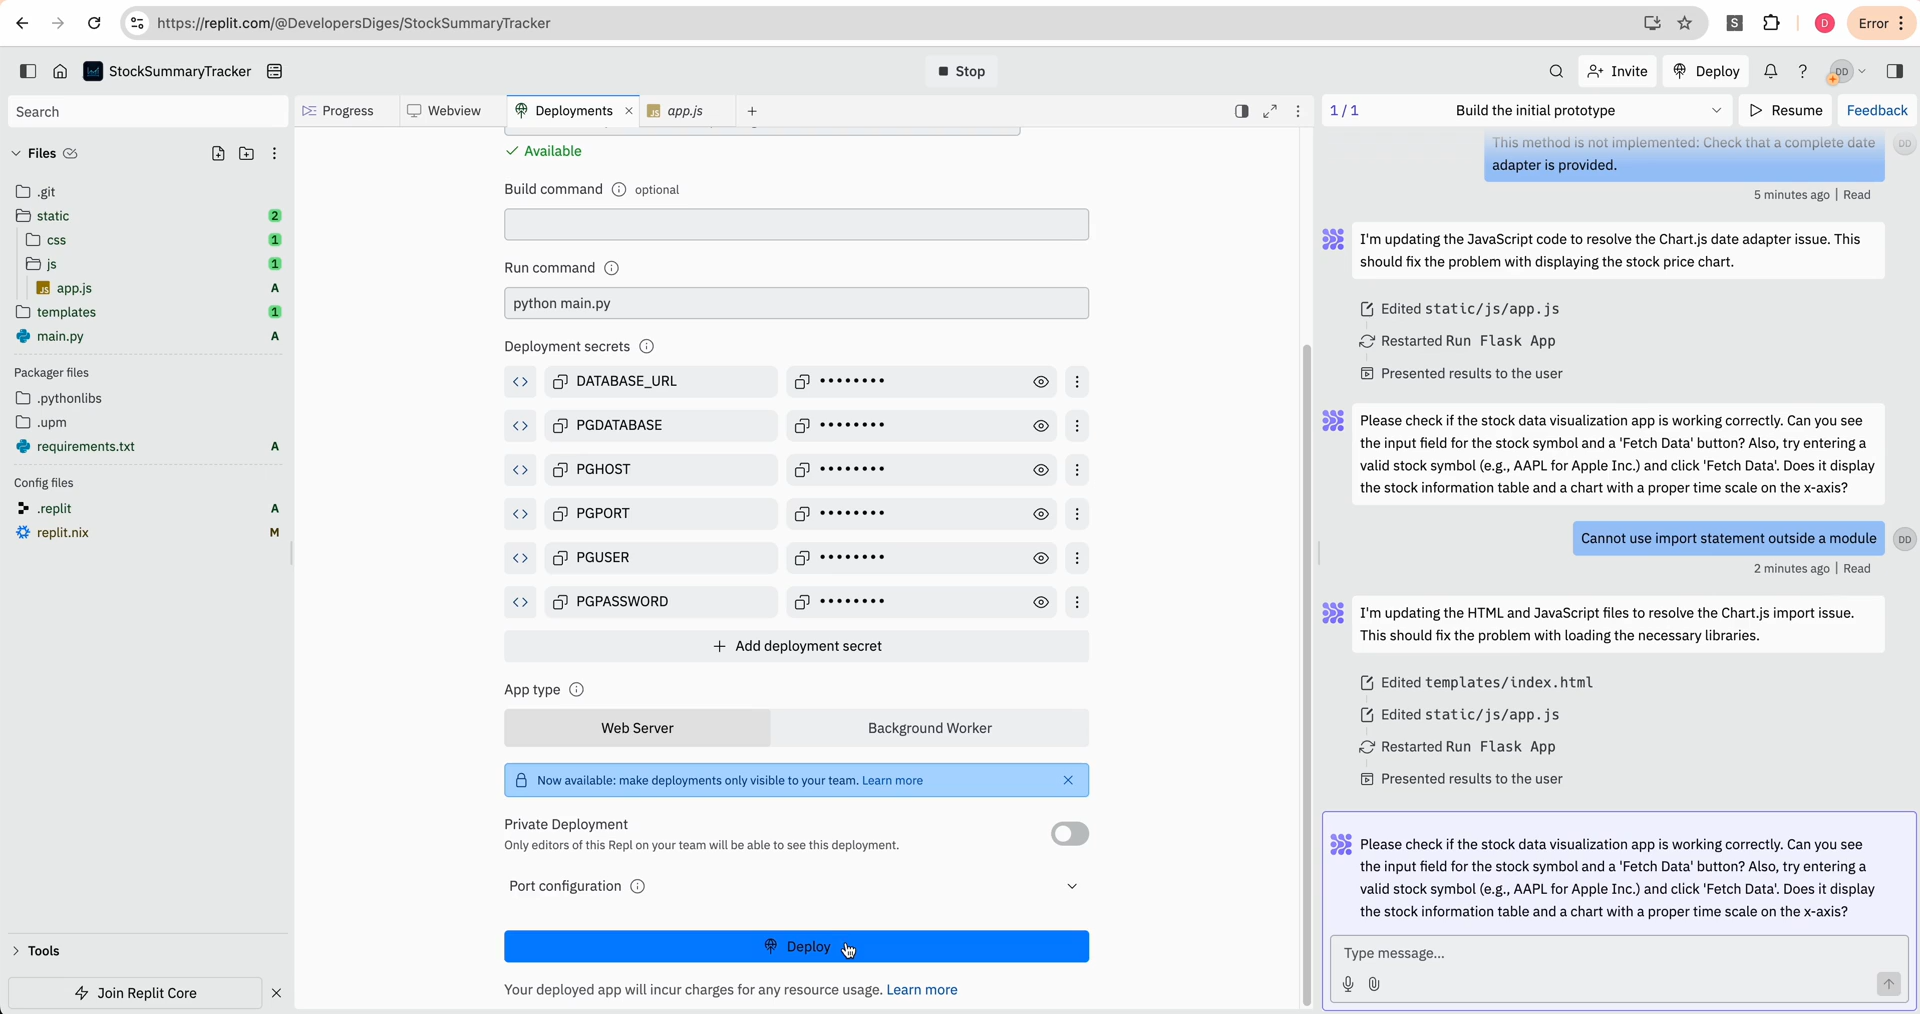 https://replit.com/@DevelopersDiges/StockSummaryTracker
S
D
Error
StockSummaryTracker
Stop
Invite
Deploy
?
DD
Search
Progress
Webview
Deployments
app.js
1 / 1
Build the initial prototype
Resume
Feedback
Files
.git
static
2
css
1
js
1
app.js
A
templates
1
main.py
A
Packager files
.pythonlibs
.upm
requirements.txt
A
Config files
.replit
A
replit.nix
M
Tools
Join Replit Core
Available
Build command
optional
Run command
python main.py
Deployment secrets
DATABASE_URL
••••••••
PGDATABASE
••••••••
PGHOST
••••••••
PGPORT
••••••••
PGUSER
••••••••
PGPASSWORD
••••••••
Add deployment secret
App type
Web Server
Background Worker
Now available: make deployments only visible to your team. Learn more
Private Deployment
Only editors of this Repl on your team will be able to see this deployment.
Port configuration
Deploy
Your deployed app will incur charges for any resource usage. Learn more
This method is not implemented: Check that a complete date
adapter is provided.
DD
5 minutes ago | Read
I'm updating the JavaScript code to resolve the Chart.js date adapter issue. This
should fix the problem with displaying the stock price chart.
Edited static/js/app.js
Restarted Run Flask App
Presented results to the user
Please check if the stock data visualization app is working correctly. Can you see
the input field for the stock symbol and a 'Fetch Data' button? Also, try entering a
valid stock symbol (e.g., AAPL for Apple Inc.) and click 'Fetch Data'. Does it display
the stock information table and a chart with a proper time scale on the x-axis?
Cannot use import statement outside a module
DD
2 minutes ago | Read
I'm updating the HTML and JavaScript files to resolve the Chart.js import issue.
This should fix the problem with loading the necessary libraries.
Edited templates/index.html
Edited static/js/app.js
Restarted Run Flask App
Presented results to the user
Please check if the stock data visualization app is working correctly. Can you see
the input field for the stock symbol and a 'Fetch Data' button? Also, try entering a
valid stock symbol (e.g., AAPL for Apple Inc.) and click 'Fetch Data'. Does it display
the stock information table and a chart with a proper time scale on the x-axis?
Type message...